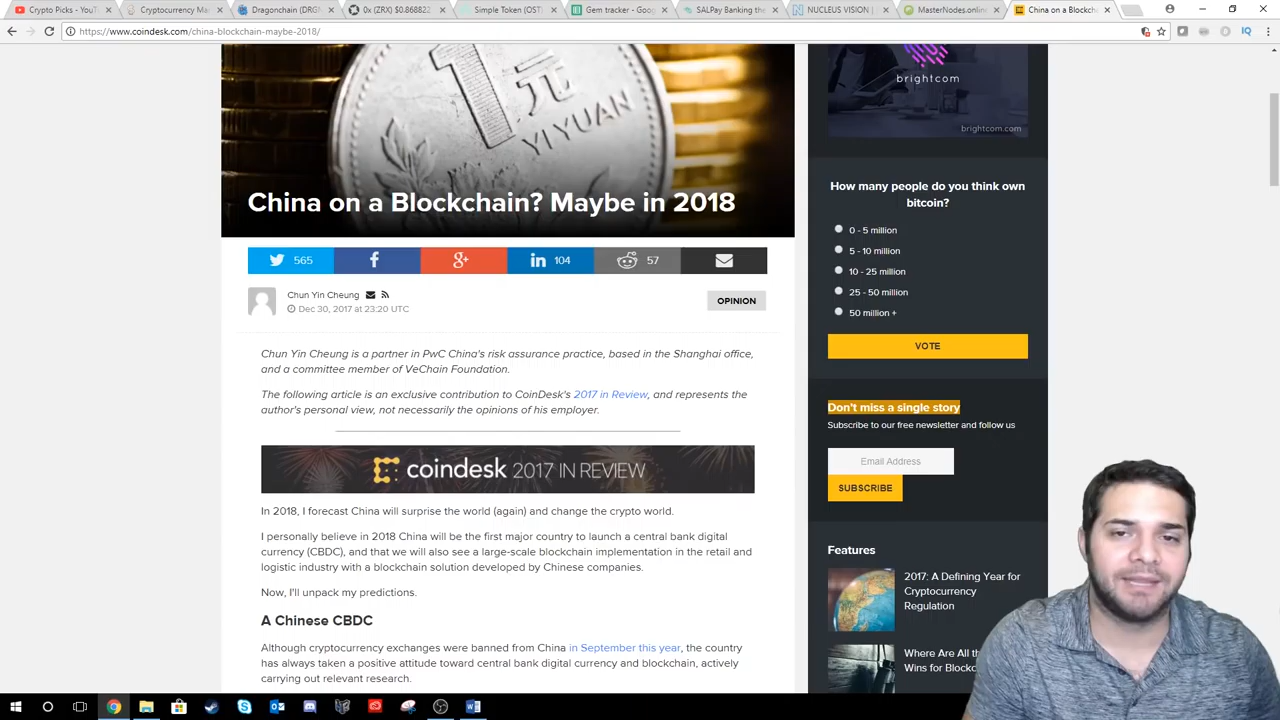 Crypto Picks - YouT
Cryptocurrency Ma
Dragonchain (DRGN
0x (ZRX) $0.868822
Simple Token (OST)
Gem tracker - Goog
SALPay Banking the
NUCLEUS VISION (
MasterNodes.online
China on a Blockch
https://www.coindesk.com/china-blockchain-maybe-2018/
YI YUAN
China on a Blockchain? Maybe in 2018
565
104
57
Chun Yin Cheung
Dec 30, 2017 at 23:20 UTC
OPINION
Chun Yin Cheung is a partner in PwC China's risk assurance practice, based in the Shanghai office,
and a committee member of VeChain Foundation.
The following article is an exclusive contribution to CoinDesk's 2017 in Review, and represents the
author's personal view, not necessarily the opinions of his employer.
coindesk 2017 IN REVIEW
In 2018, I forecast China will surprise the world (again) and change the crypto world.
I personally believe in 2018 China will be the first major country to launch a central bank digital
currency (CBDC), and that we will also see a large-scale blockchain implementation in the retail and
logistic industry with a blockchain solution developed by Chinese companies.
Now, I'll unpack my predictions.
A Chinese CBDC
Although cryptocurrency exchanges were banned from China in September this year, the country
has always taken a positive attitude toward central bank digital currency and blockchain, actively
carrying out relevant research.
brightcom
brightcom.com
How many people do you think own
bitcoin?
0 - 5 million
5 - 10 million
10 - 25 million
25 - 50 million
50 million +
VOTE
Don't miss a single story
Subscribe to our free newsletter and follow us
Email Address
SUBSCRIBE
Features
2017: A Defining Year for
Cryptocurrency
Regulation
Where Are All th
Wins for Blockc